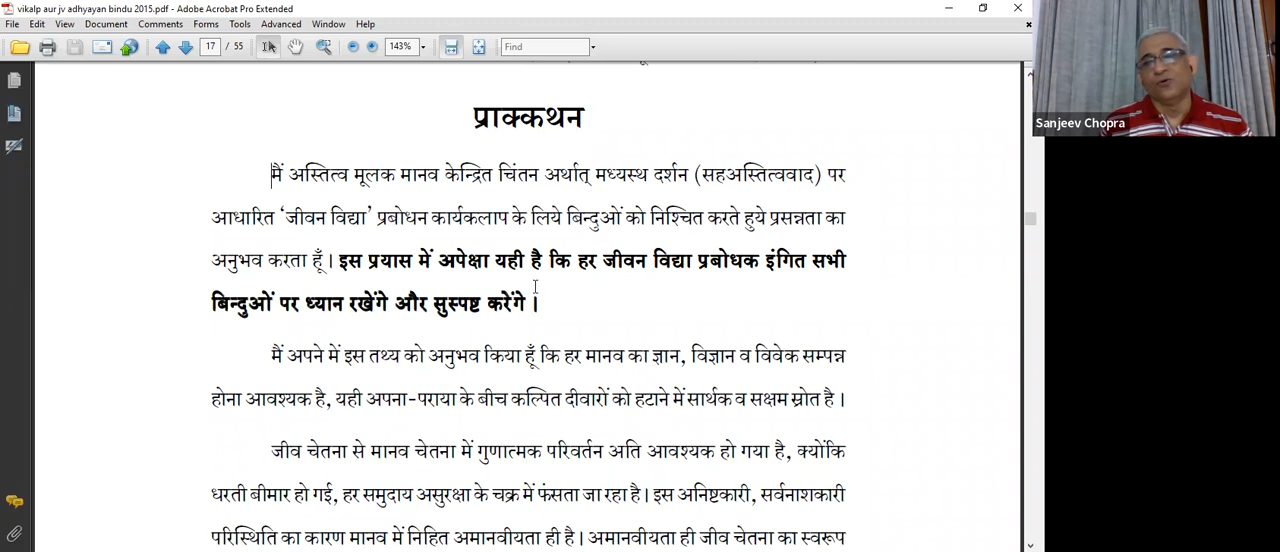 vikalp aur jv adhyayan bindu 2015.pdf - Adobe Acrobat Pro Extended
File Edit View Document Comments Forms Tools Advanced Window Help
17 / 55 143% Find
Sanjeev Chopra
प्राक्कथन
मैं अस्तित्व मूलक मानव केन्द्रित चिंतन अर्थात् मध्यस्थ दर्शन (सहअस्तित्ववाद) पर
आधारित ‘जीवन विद्या’ प्रबोधन कार्यकलाप के लिये बिन्दुओं को निश्चित करते हुये प्रसन्नता का
अनुभव करता हूँ। इस प्रयास में अपेक्षा यही है कि हर जीवन विद्या प्रबोधक इंगित सभी
बिन्दुओं पर ध्यान रखेंगे और सुस्पष्ट करेंगे।
मैं अपने में इस तथ्य को अनुभव किया हूँ कि हर मानव का ज्ञान, विज्ञान व विवेक सम्पन्न
होना आवश्यक है, यही अपना-पराया के बीच कल्पित दीवारों को हटाने में सार्थक व सक्षम स्रोत है।
जीव चेतना से मानव चेतना में गुणात्मक परिवर्तन अति आवश्यक हो गया है, क्योंकि
धरती बीमार हो गई, हर समुदाय असुरक्षा के चक्र में फंसता जा रहा है। इस अनिष्टकारी, सर्वनाशकारी
परिस्थिति का कारण मानव में निहित अमानवीयता ही है। अमानवीयता ही जीव चेतना का स्वरूप